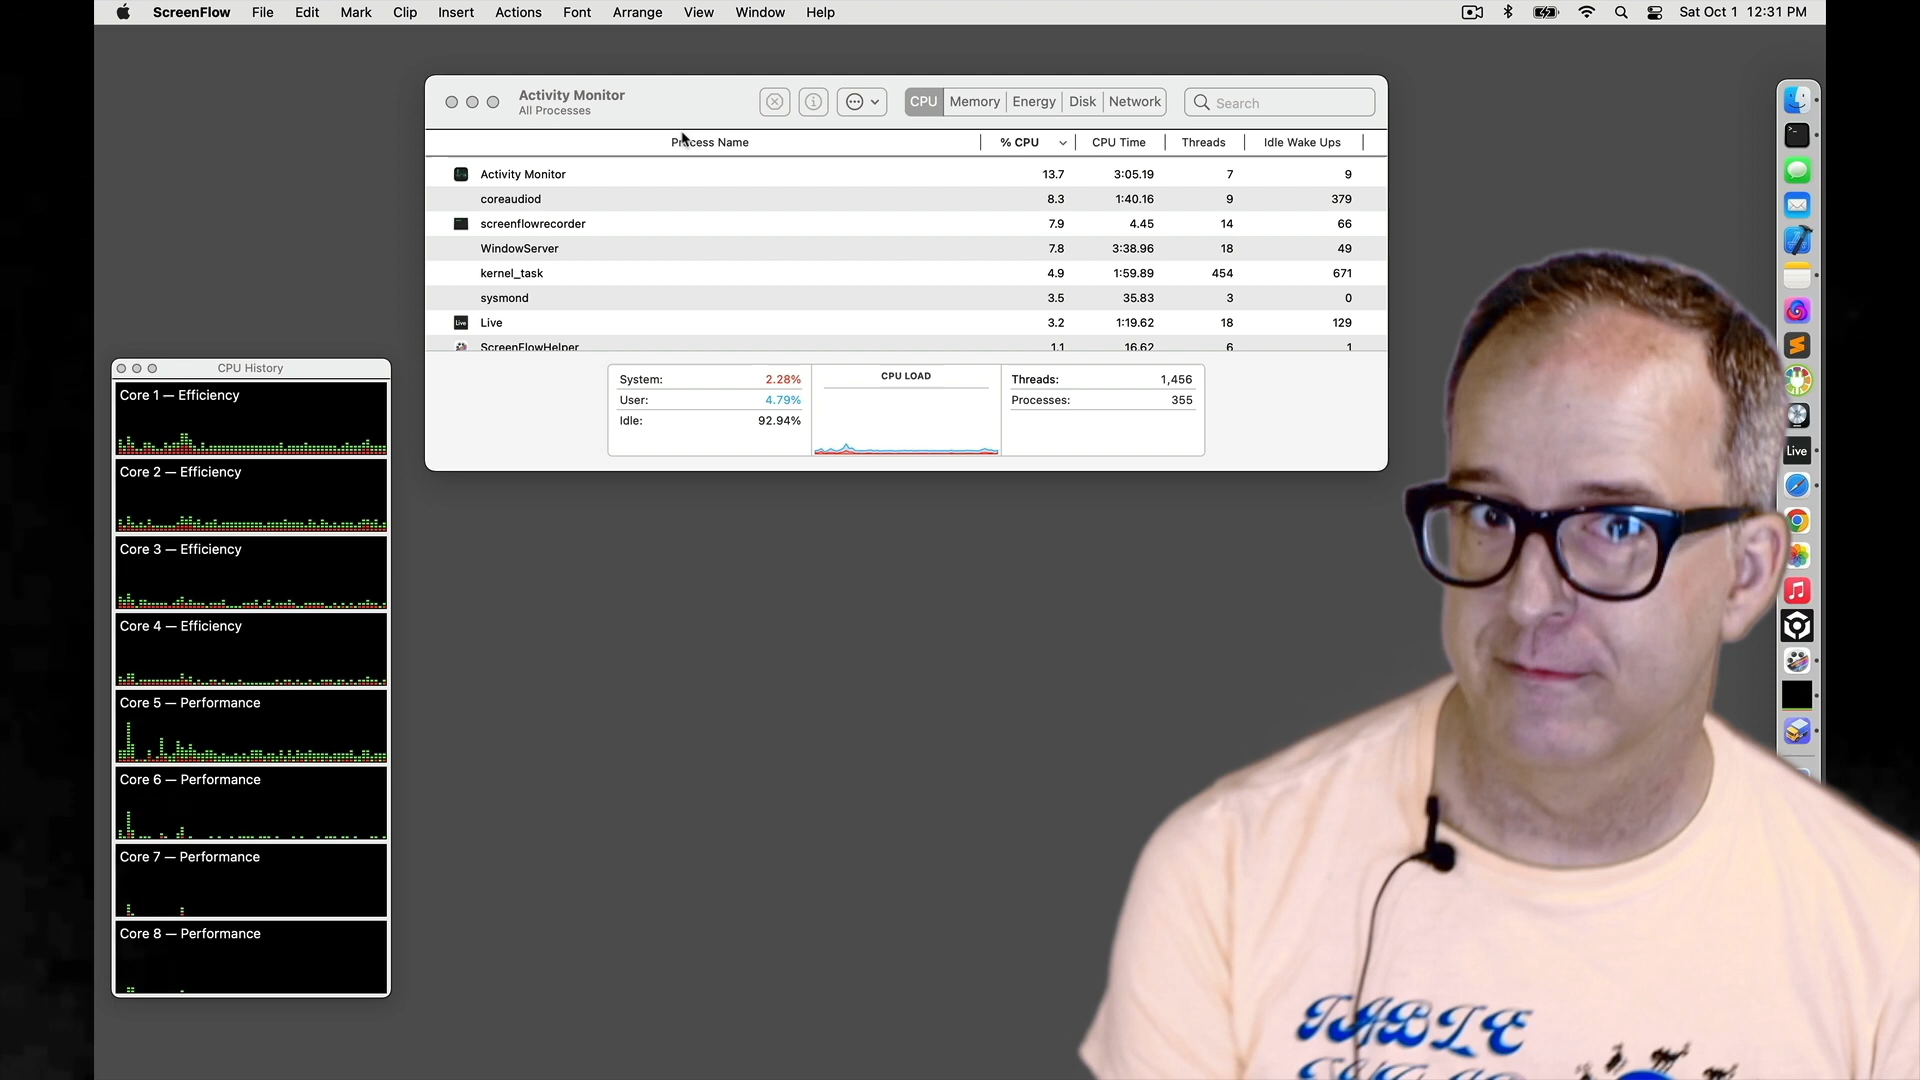 ScreenFlow File Edit Mark Clip Insert Actions Font Arrange View Window Help Sat Oct 1 12:31 PM
Activity Monitor
All Processes
CPU Memory Energy Disk Network Search
Process Name % CPU CPU Time Threads Idle Wake Ups
Activity Monitor 13.7 3:05.19 7 9
coreaudiod 8.3 1:40.16 9 379
screenflowrecorder 7.9 4.45 14 66
WindowServer 7.8 3:38.96 18 49
kernel_task 4.9 1:59.89 454 671
sysmond 3.5 35.83 3 0
Live Live 3.2 1:19.62 18 129
ScreenFlowHelper 1.1 16.62 6 1
System: 2.28% CPU LOAD Threads: 1,456
User: 4.79% Processes: 355
Idle: 92.94%
CPU History
Core 1 — Efficiency
Core 2 — Efficiency
Core 3 — Efficiency
Core 4 — Efficiency
Core 5 — Performance
Core 6 — Performance
Core 7 — Performance
Core 8 — Performance
Live
TABLE